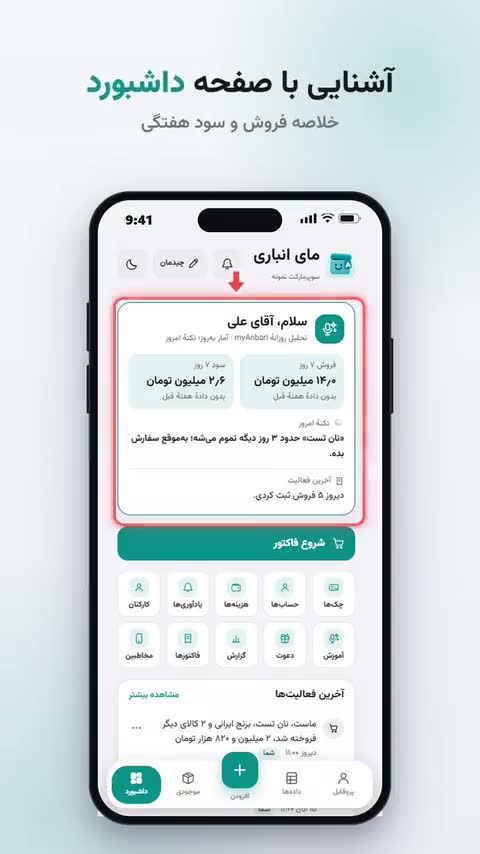 آشنایی با صفحه داشبورد
خلاصه فروش و سود هفتگی
9:41
مای انباری
سوپرمارکت نمونه
چیدمان
سلام، آقای علی
تحلیل روزانهٔ myAnbari · آمار به‌روز؛ نکتهٔ امروز
فروش ۷ روز
۱۴٫۰ میلیون تومان
بدون دادهٔ هفتهٔ قبل
سود ۷ روز
۲٫۶ میلیون تومان
بدون دادهٔ هفتهٔ قبل
نکتهٔ امروز
«نان تست» حدود ۳ روز دیگه تموم می‌شه؛ به‌موقع سفارش
بده.
آخرین فعالیت
دیروز ۵ فروش ثبت کردی.
شروع فاکتور
چک‌ها
حساب‌ها
هزینه‌ها
یادآوری‌ها
کارکنان
آموزش
دعوت
گزارش
فاکتورها
مخاطبین
آخرین فعالیت‌ها
مشاهده بیشتر
ماست، نان تست، برنج ایرانی و ۲ کالای دیگر
فروخته شد، ۲ میلیون و ۸۲۰ هزار تومان
دیروز ۱۱:۰۰
شما
پروفایل
داده‌ها
افزودن
موجودی
داشبورد